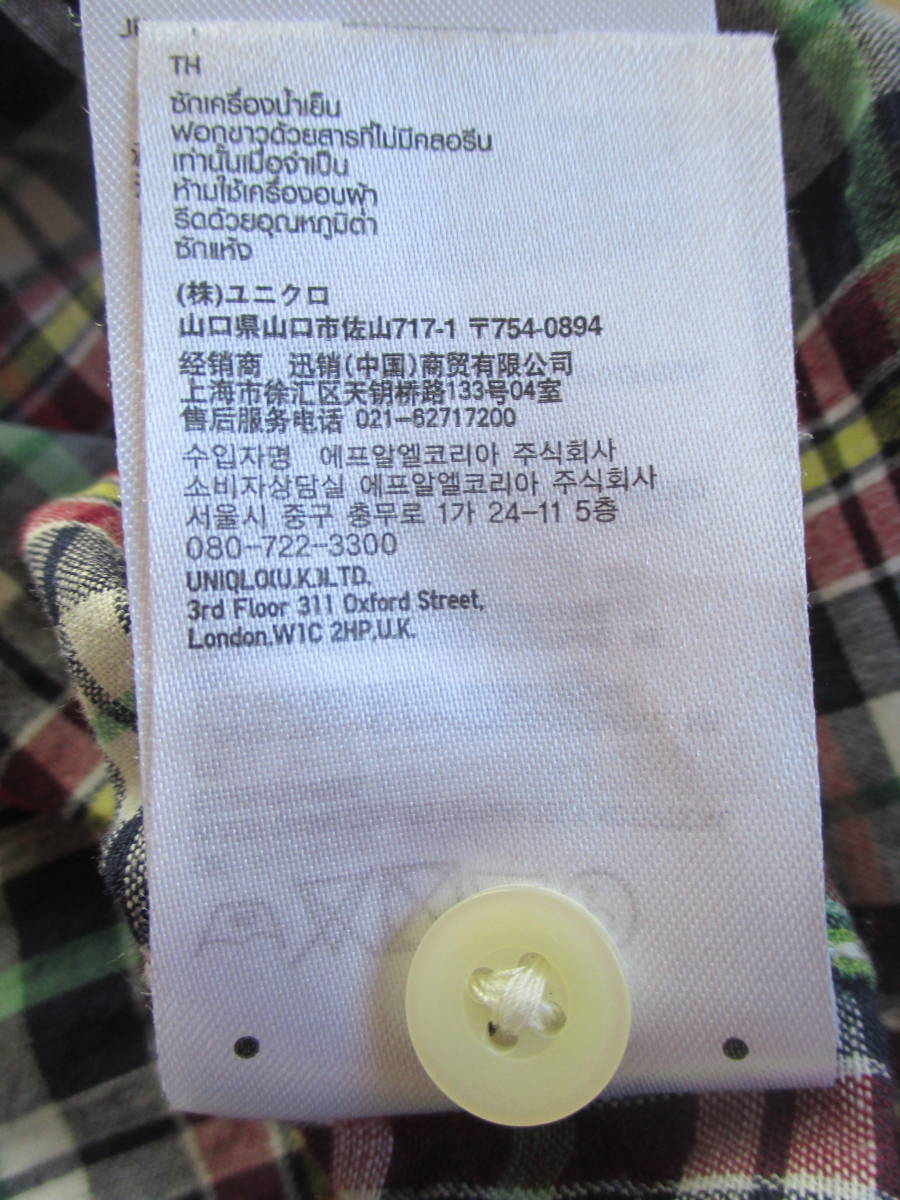 TH
ซักเครื่องน้ำเย็น
ฟอกขาวด้วยสารที่ไม่มีคลอรีน
เท่านั้นเมื่อจำเป็น
ห้ามใช้เครื่องอบผ้า
รีดด้วยอุณหภูมิต่ำ
ซักแห้ง
(株)ユニクロ
山口県山口市佐山717-1 〒754-0894
经销商 迅销(中国)商贸有限公司
上海市徐汇区天钥桥路133号04室
售后服务电话 021-62717200
수입자명 에프알엘코리아 주식회사
소비자상담실 에프알엘코리아 주식회사
서울시 중구 충무로 1가 24-11 5층
080-722-3300
UNIQLO(U.K.)LTD.
3rd Floor 311 Oxford Street,
London,W1C 2HP,U.K.